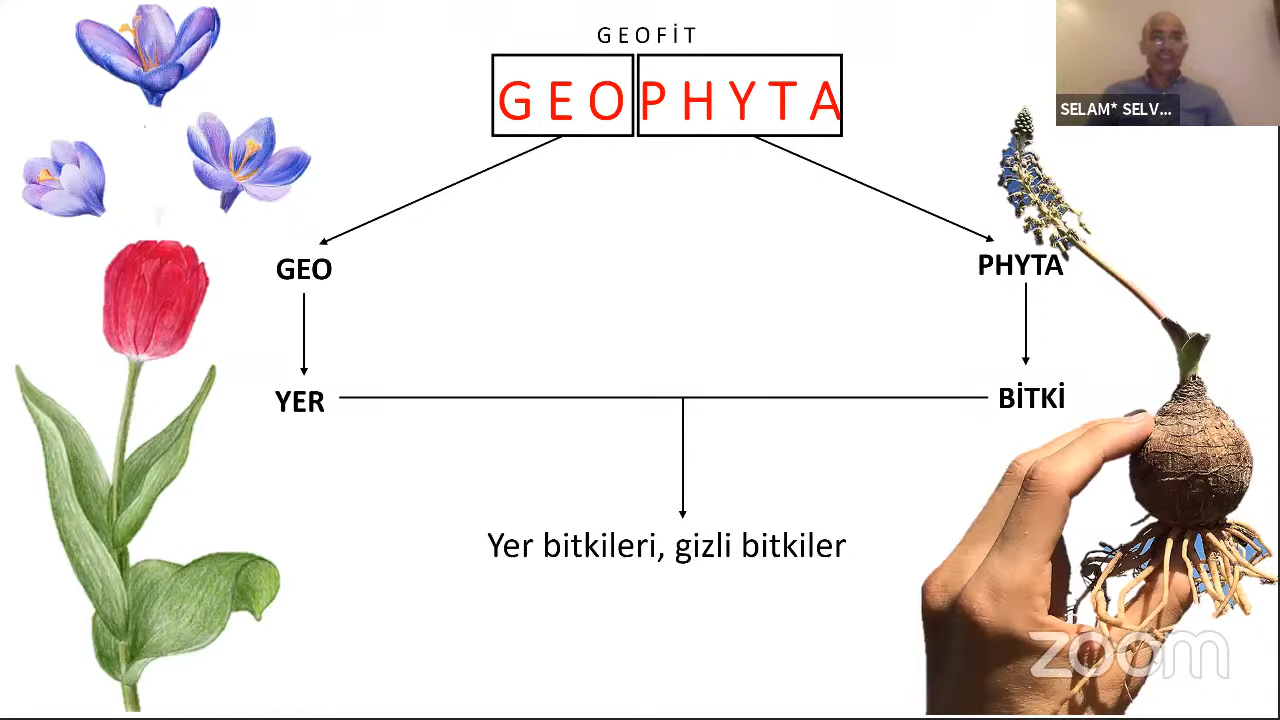 GEOFİT
GEOPHYTA
SELAM* SELV...
GEO
PHYTA
YER
BİTKİ
Yer bitkileri, gizli bitkiler
zoom